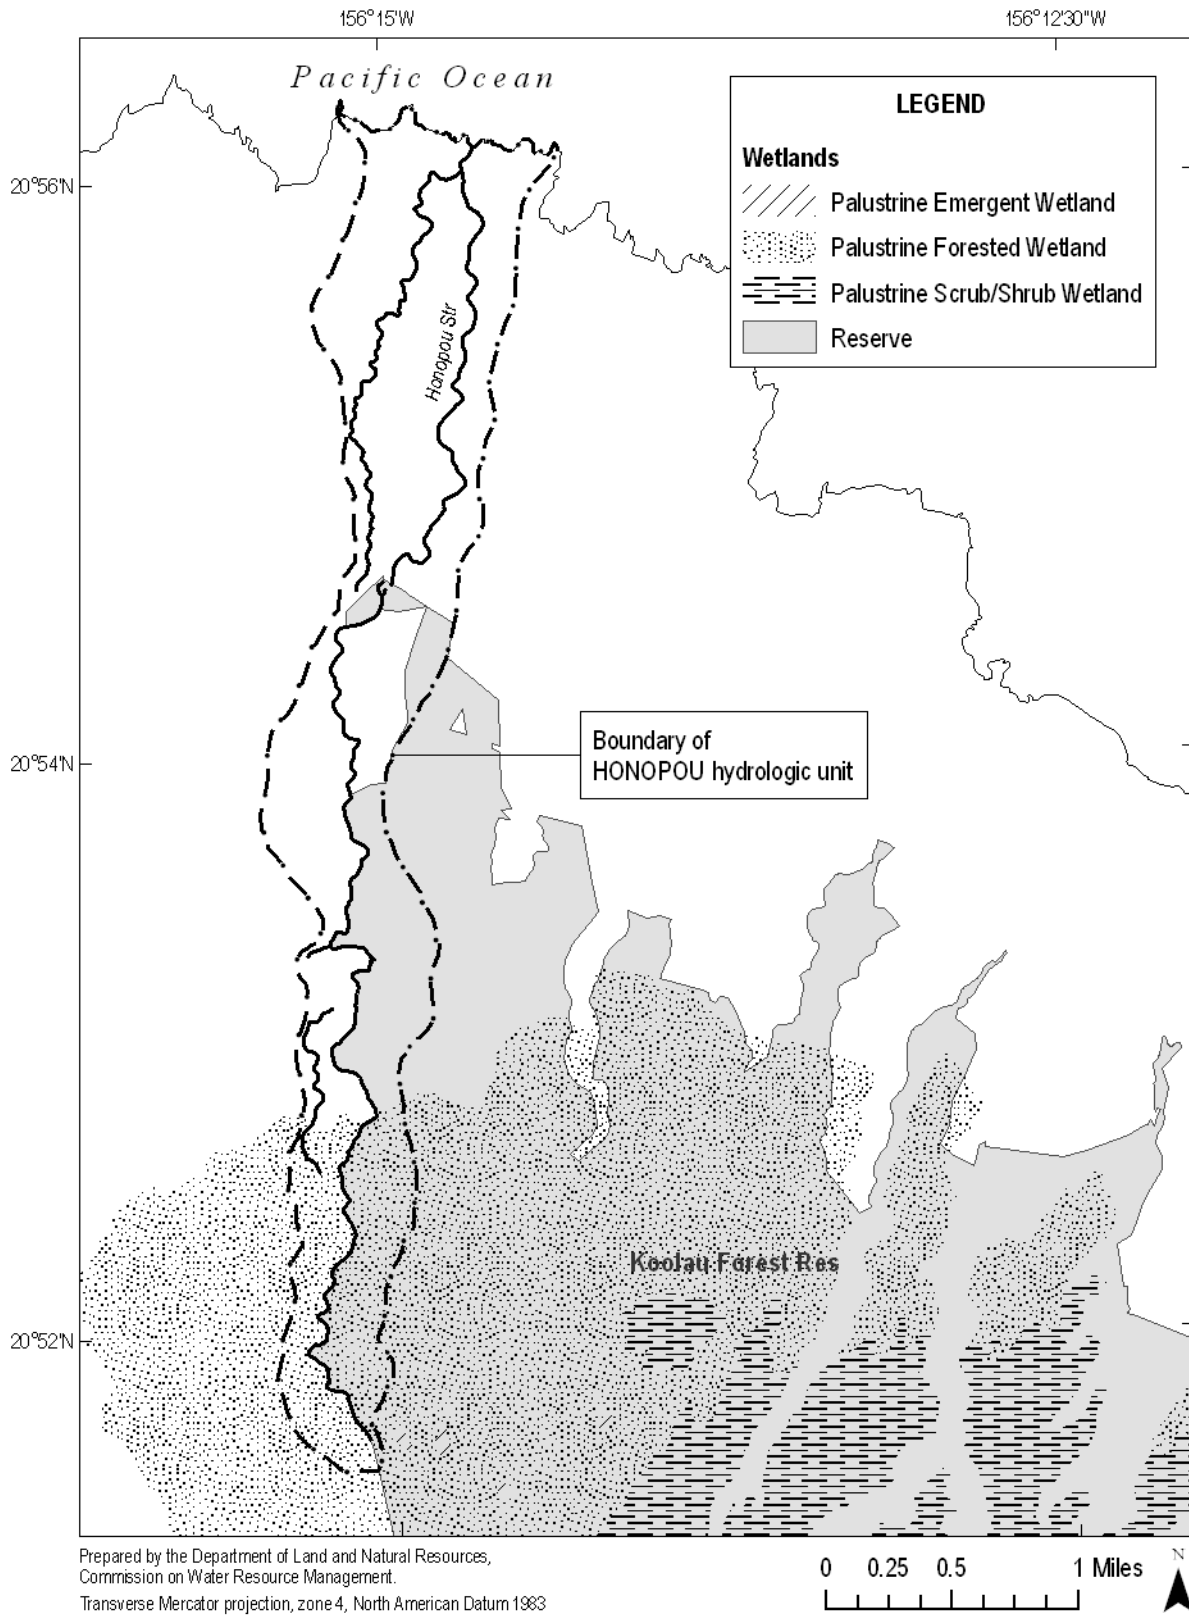 156°15'W
156°12'30"W
Pacific Ocean
LEGEND
Wetlands
Palustrine Emergent Wetland
Palustrine Forested Wetland
Palustrine Scrub/Shrub Wetland
Reserve
20°56'N
Honopou Str
Boundary of
HONOPOU hydrologic unit
20°54'N
Koolau Forest Res
20°52'N
Prepared by the Department of Land and Natural Resources,
Commission on Water Resource Management.
Transverse Mercator projection, zone 4, North American Datum 1983
0 0.25 0.5 1 Miles
N